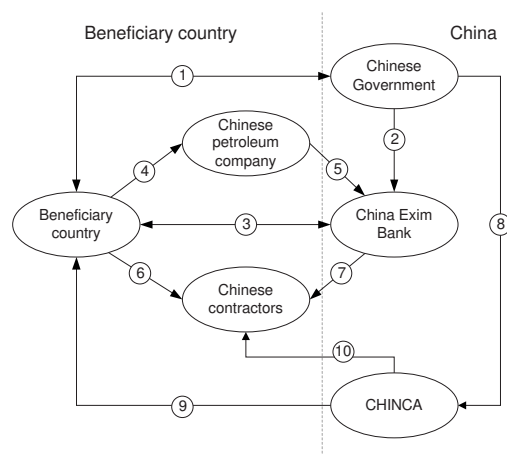 Beneficiary country
China
1
Chinese
Government
Chinese
petroleum
company
2
4
5
8
Beneficiary
country
3
China Exim
Bank
6
7
Chinese
contractors
10
9
CHINCA